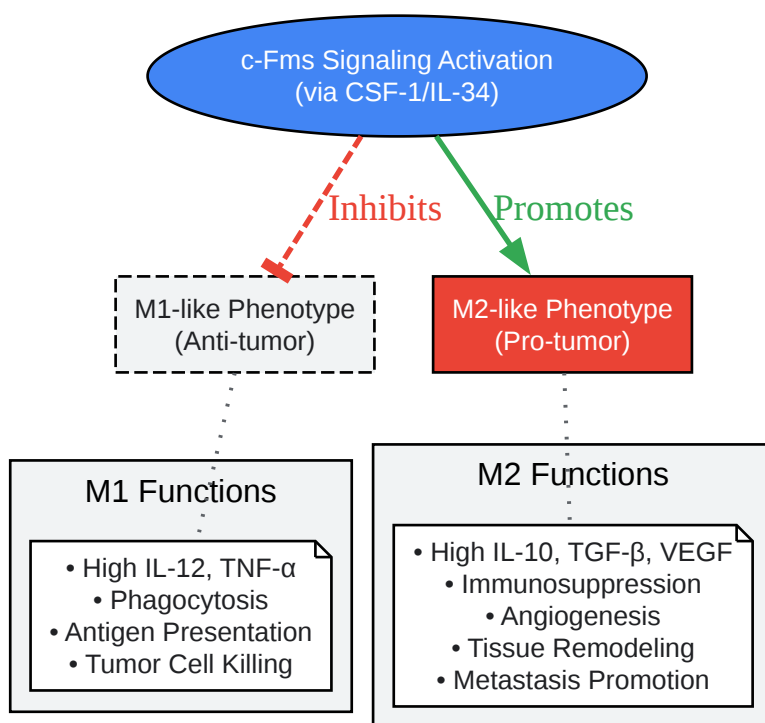 c-Fms Signaling Activation
(via CSF-1/IL-34)
Inhibits
Promotes
M1-like Phenotype
(Anti-tumor)
M2-like Phenotype
(Pro-tumor)
M1 Functions
• High IL-12, TNF-α
• Phagocytosis
• Antigen Presentation
• Tumor Cell Killing
M2 Functions
• High IL-10, TGF-β, VEGF
• Immunosuppression
• Angiogenesis
• Tissue Remodeling
• Metastasis Promotion